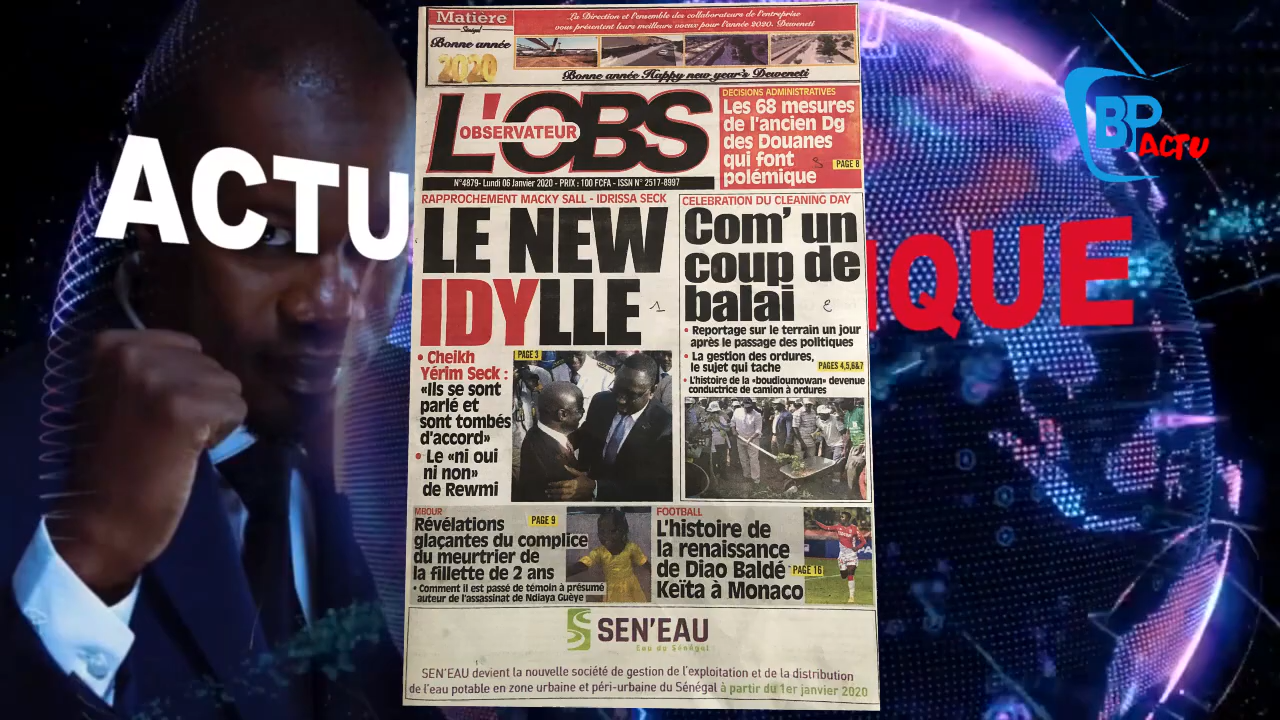 Matière
Sénégal
Bonne année
2020
La Direction et l'ensemble des collaborateurs de l'entreprise
vous présentent leurs meilleurs vœux pour l'année 2020. Deweneti
Bonne année Happy new year's Deweneti
L'OBS
OBSERVATEUR
N°4879- Lundi 06 Janvier 2020 - PRIX : 100 FCFA - ISSN N° 2517-8997
DECISIONS ADMINISTRATIVES
Les 68 mesures
de l'ancien Dg
des Douanes
qui font
polémique
PAGE 8
RAPPROCHEMENT MACKY SALL - IDRISSA SECK
LE NEW
IDYLLE
• Cheikh
Yérim Seck :
«Ils se sont
parlé et
sont tombés
d'accord»
• Le «ni oui
ni non»
de Rewmi
PAGE 3
CELEBRATION DU CLEANING DAY
Com' un
coup de
balai
• Reportage sur le terrain un jour
après le passage des politiques
• La gestion des ordures,
le sujet qui tache
PAGES 4,5,6&7
• L'histoire de la «boudioumowan» devenue
conductrice de camion à ordures
MBOUR
Révélations
glaçantes du complice
du meurtrier de
la fillette de 2 ans
PAGE 9
• Comment il est passé de témoin à présumé
auteur de l'assassinat de Ndiaya Guèye
FOOTBALL
L'histoire de
la renaissance
de Diao Baldé
Keïta à Monaco
PAGE 16
SEN'EAU
Eau du Sénégal
SEN'EAU devient la nouvelle société de gestion de l'exploitation et de la distribution
de l'eau potable en zone urbaine et péri-urbaine du Sénégal à partir du 1er janvier 2020
ACTU
IQUE
BP
ACTU